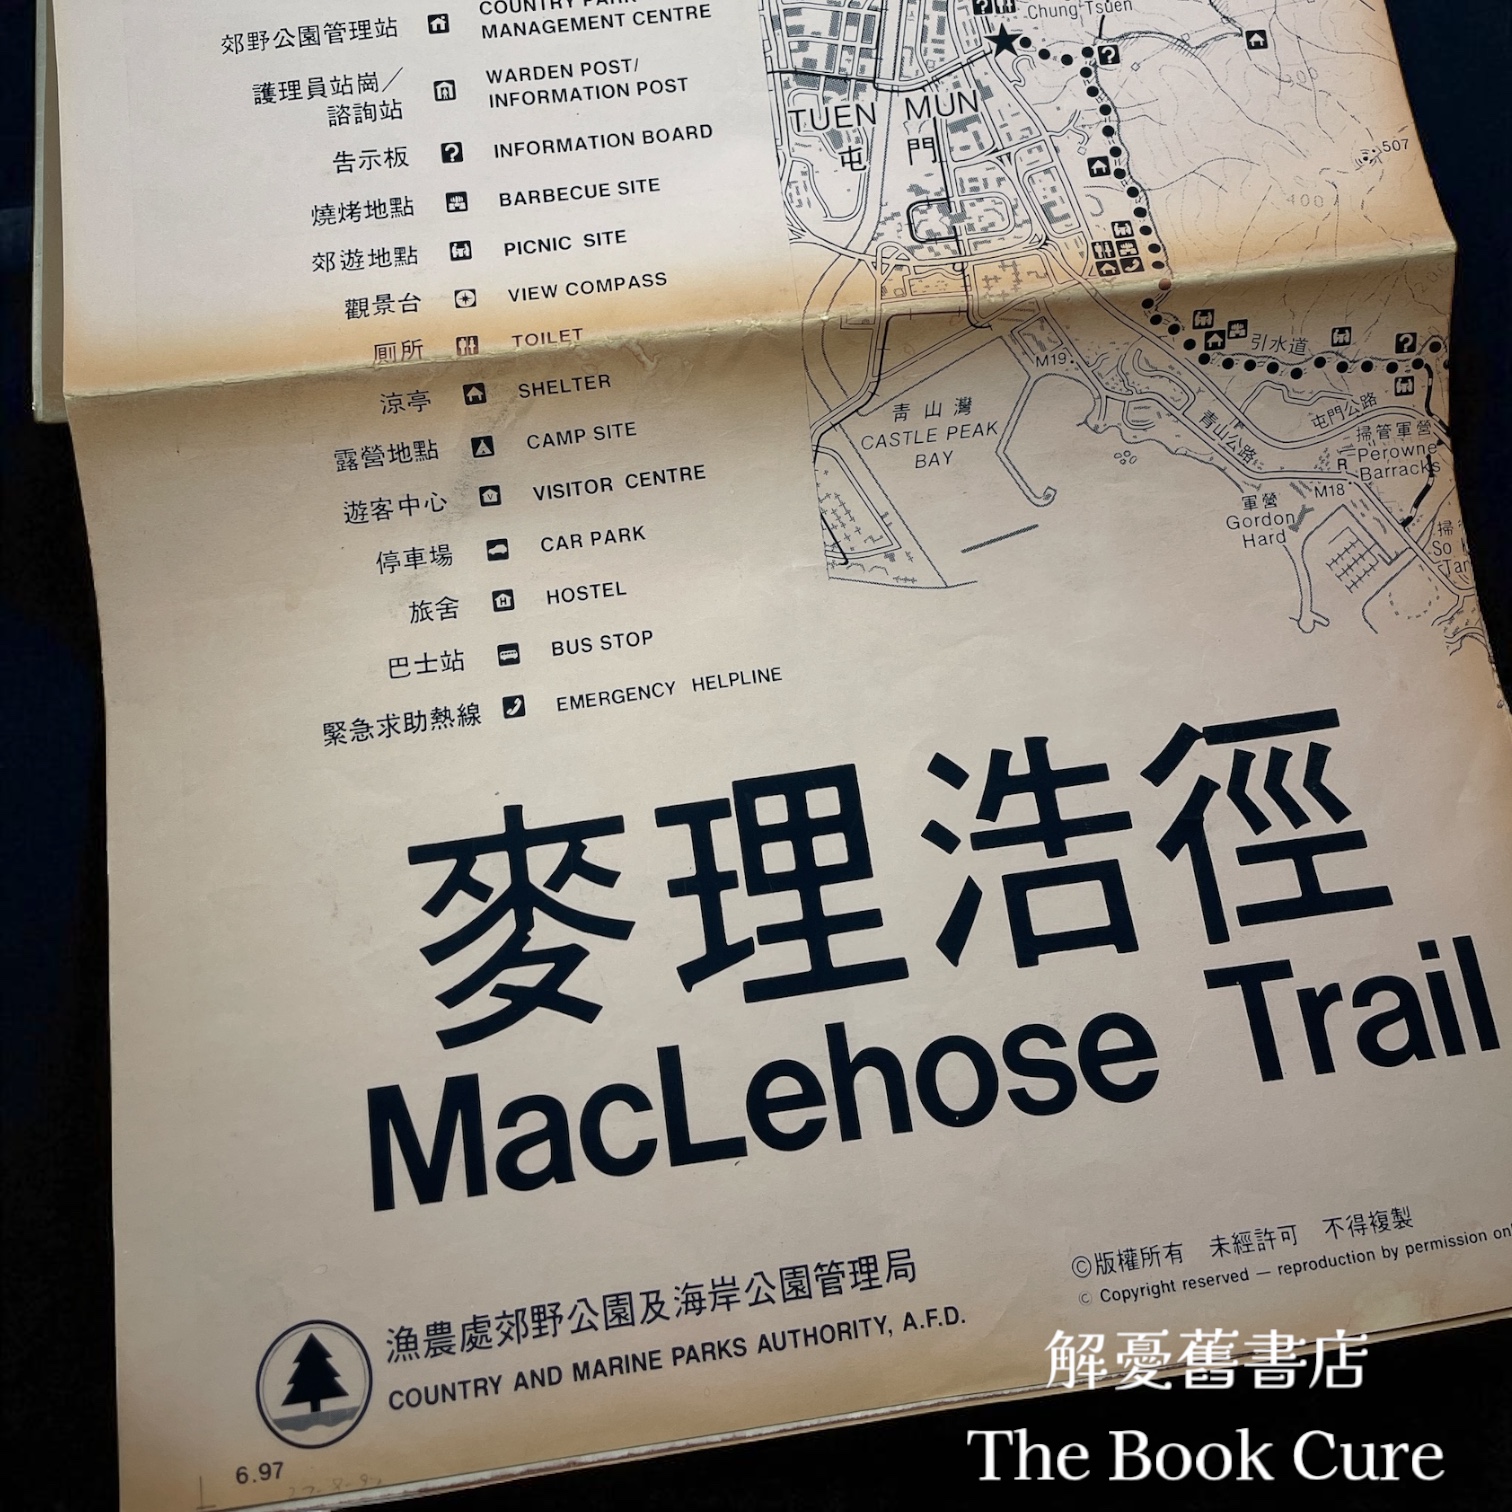 郊野公園管理站 COUNTRY PARK MANAGEMENT CENTRE
護理員站崗／諮詢站 WARDEN POST/ INFORMATION POST
告示板 ? INFORMATION BOARD
燒烤地點 BARBECUE SITE
郊遊地點 PICNIC SITE
觀景台 VIEW COMPASS
厠所 TOILET
涼亭 SHELTER
露營地點 CAMP SITE
遊客中心 V VISITOR CENTRE
停車場 CAR PARK
旅舍 H HOSTEL
巴士站 BUS STOP
緊急求助熱線 EMERGENCY HELPLINE
Chung Tsuen
?
TUEN MUN
屯 門
507
400
M19
引水道
?
青山灣
CASTLE PEAK
BAY
青山公路
屯門公路
掃管軍營
Perowne
Barracks
R
M18
軍營
Gordon
Hard
掃
So
麥理浩徑
MacLehose Trail
漁農處郊野公園及海岸公園管理局
COUNTRY AND MARINE PARKS AUTHORITY, A.F.D.
©版權所有 未經許可 不得複製
© Copyright reserved — reproduction by permission
6.97
解憂舊書店
The Book Cure